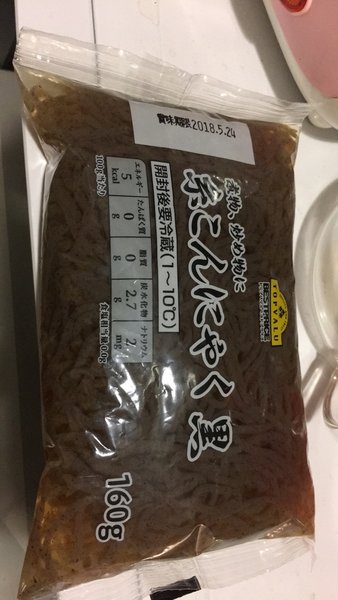 賞味期限2018.5.24
TOPVALU
煮物、炒め物に
糸こんにゃく 黒
開封後要冷蔵(1〜10℃)
100g当たり
エネルギー たんぱく質 脂質 炭水化物 ナトリウム
5 0 0 2.7 2
kcal g g g mg
160g